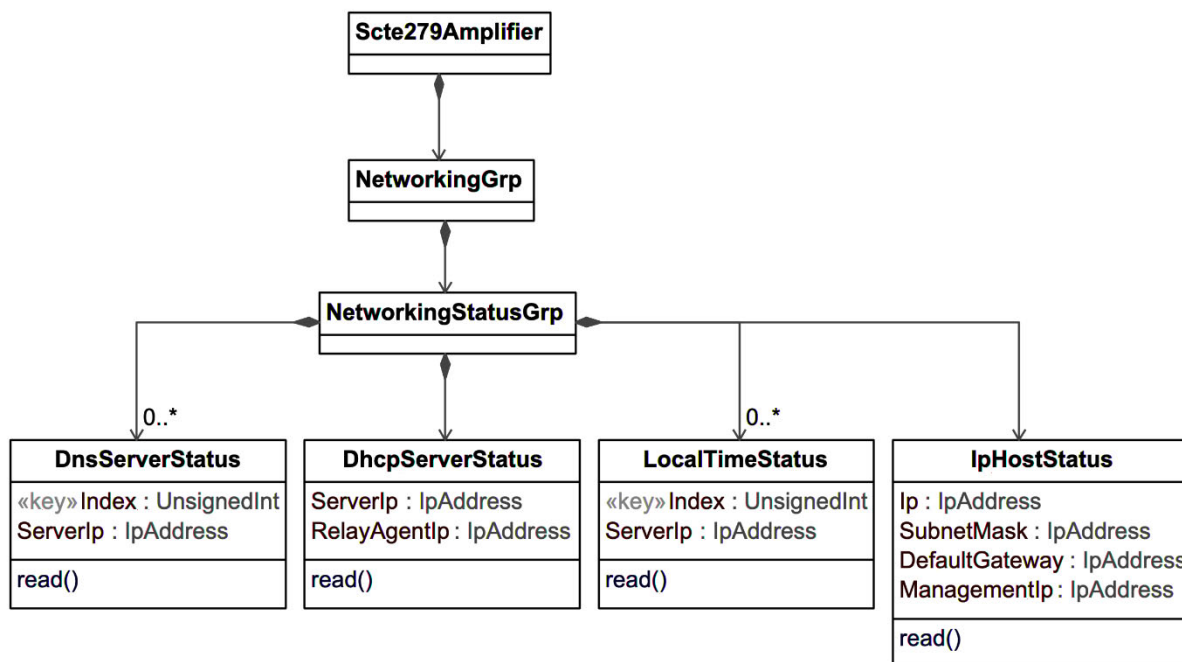 Scte279Amplifier
NetworkingGrp
NetworkingStatusGrp
0..*
0..*
DnsServerStatus
«key»Index : UnsignedInt
ServerIp : IpAddress
read()
DhcpServerStatus
ServerIp : IpAddress
RelayAgentIp : IpAddress
read()
LocalTimeStatus
«key»Index : UnsignedInt
ServerIp : IpAddress
read()
IpHostStatus
Ip : IpAddress
SubnetMask : IpAddress
DefaultGateway : IpAddress
ManagementIp : IpAddress
read()